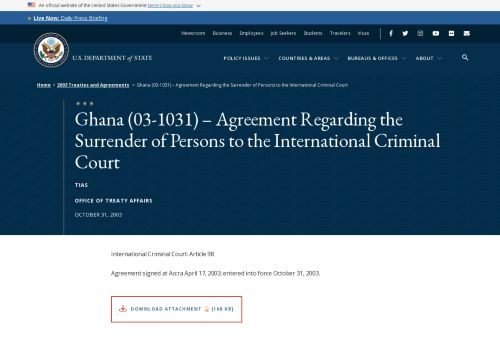 An official website of the United States Government Here's how you know
Live Now: Daily Press Briefing
Newsroom Business Employees Job Seekers Students Travelers Visas
U.S. DEPARTMENT of STATE
POLICY ISSUES COUNTRIES & AREAS BUREAUS & OFFICES ABOUT
Home > 2003 Treaties and Agreements > Ghana (03-1031) – Agreement Regarding the Surrender of Persons to the International Criminal Court
Ghana (03-1031) – Agreement Regarding the
Surrender of Persons to the International Criminal
Court
TIAS
OFFICE OF TREATY AFFAIRS
OCTOBER 31, 2003
International Criminal Court: Article 98
Agreement signed at Accra April 17, 2003; entered into force October 31, 2003.
DOWNLOAD ATTACHMENT [168 KB]